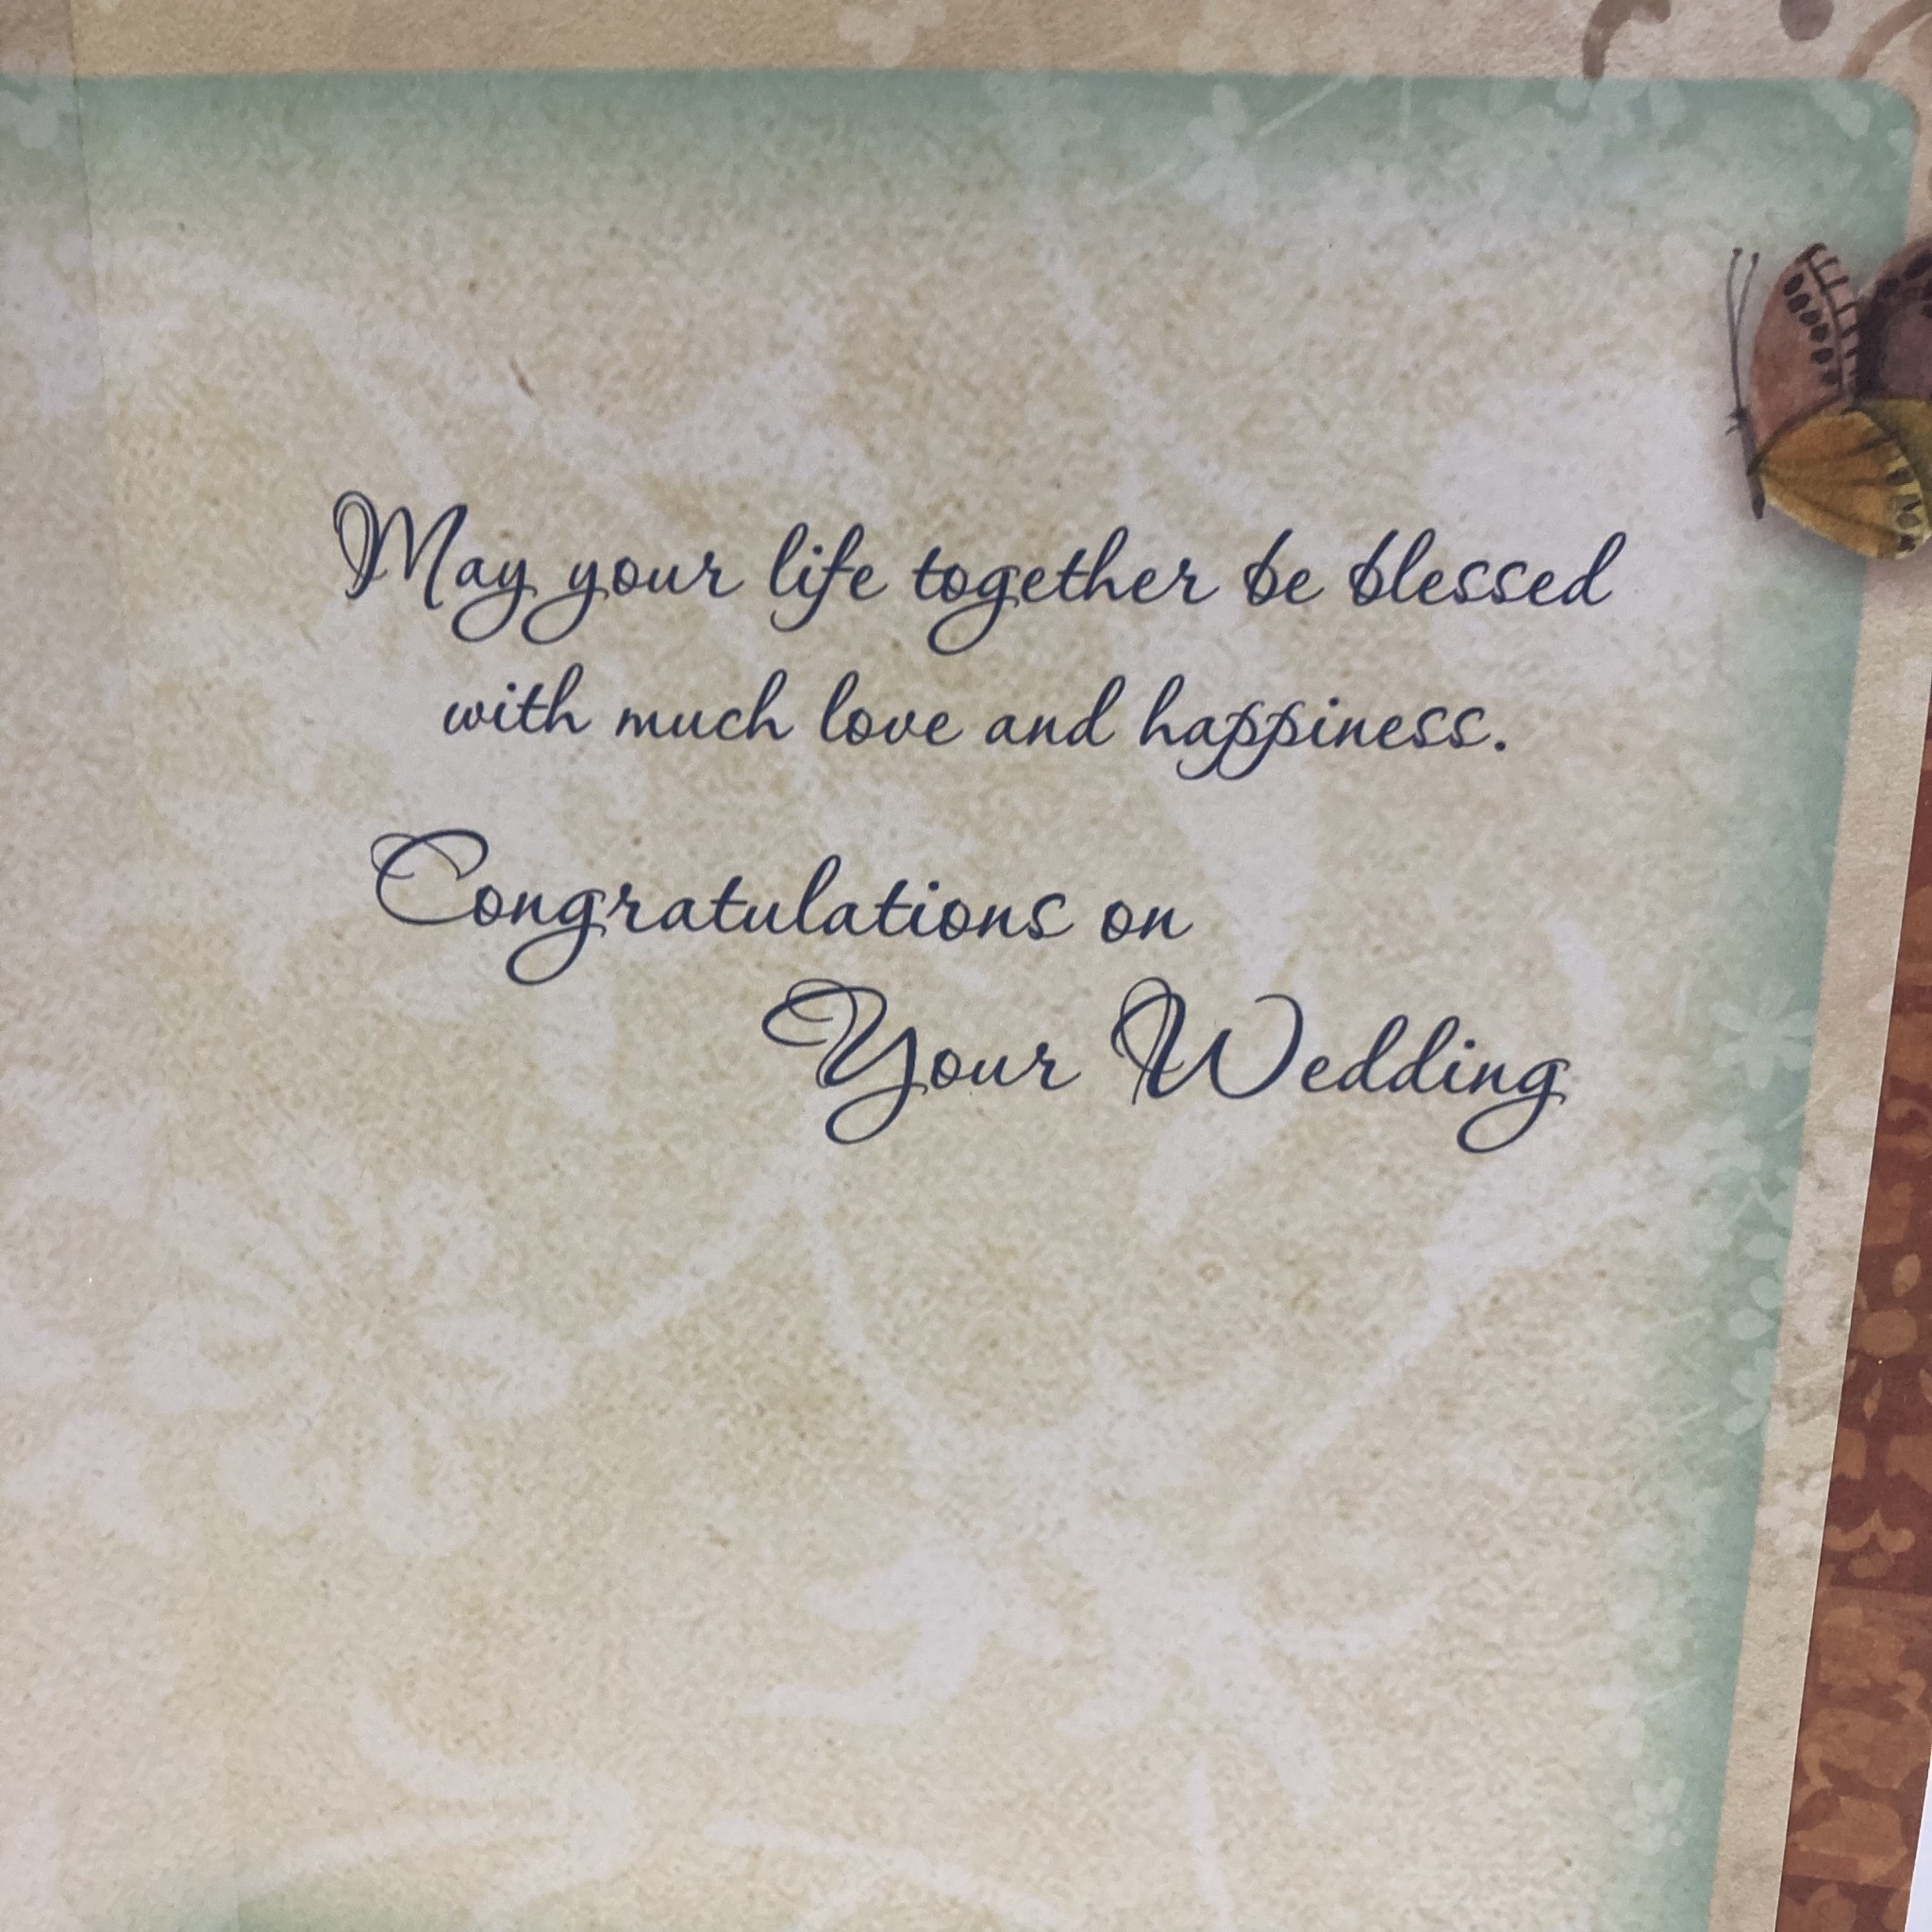 May your life together be blessed
with much love and happiness.
Congratulations on
Your Wedding